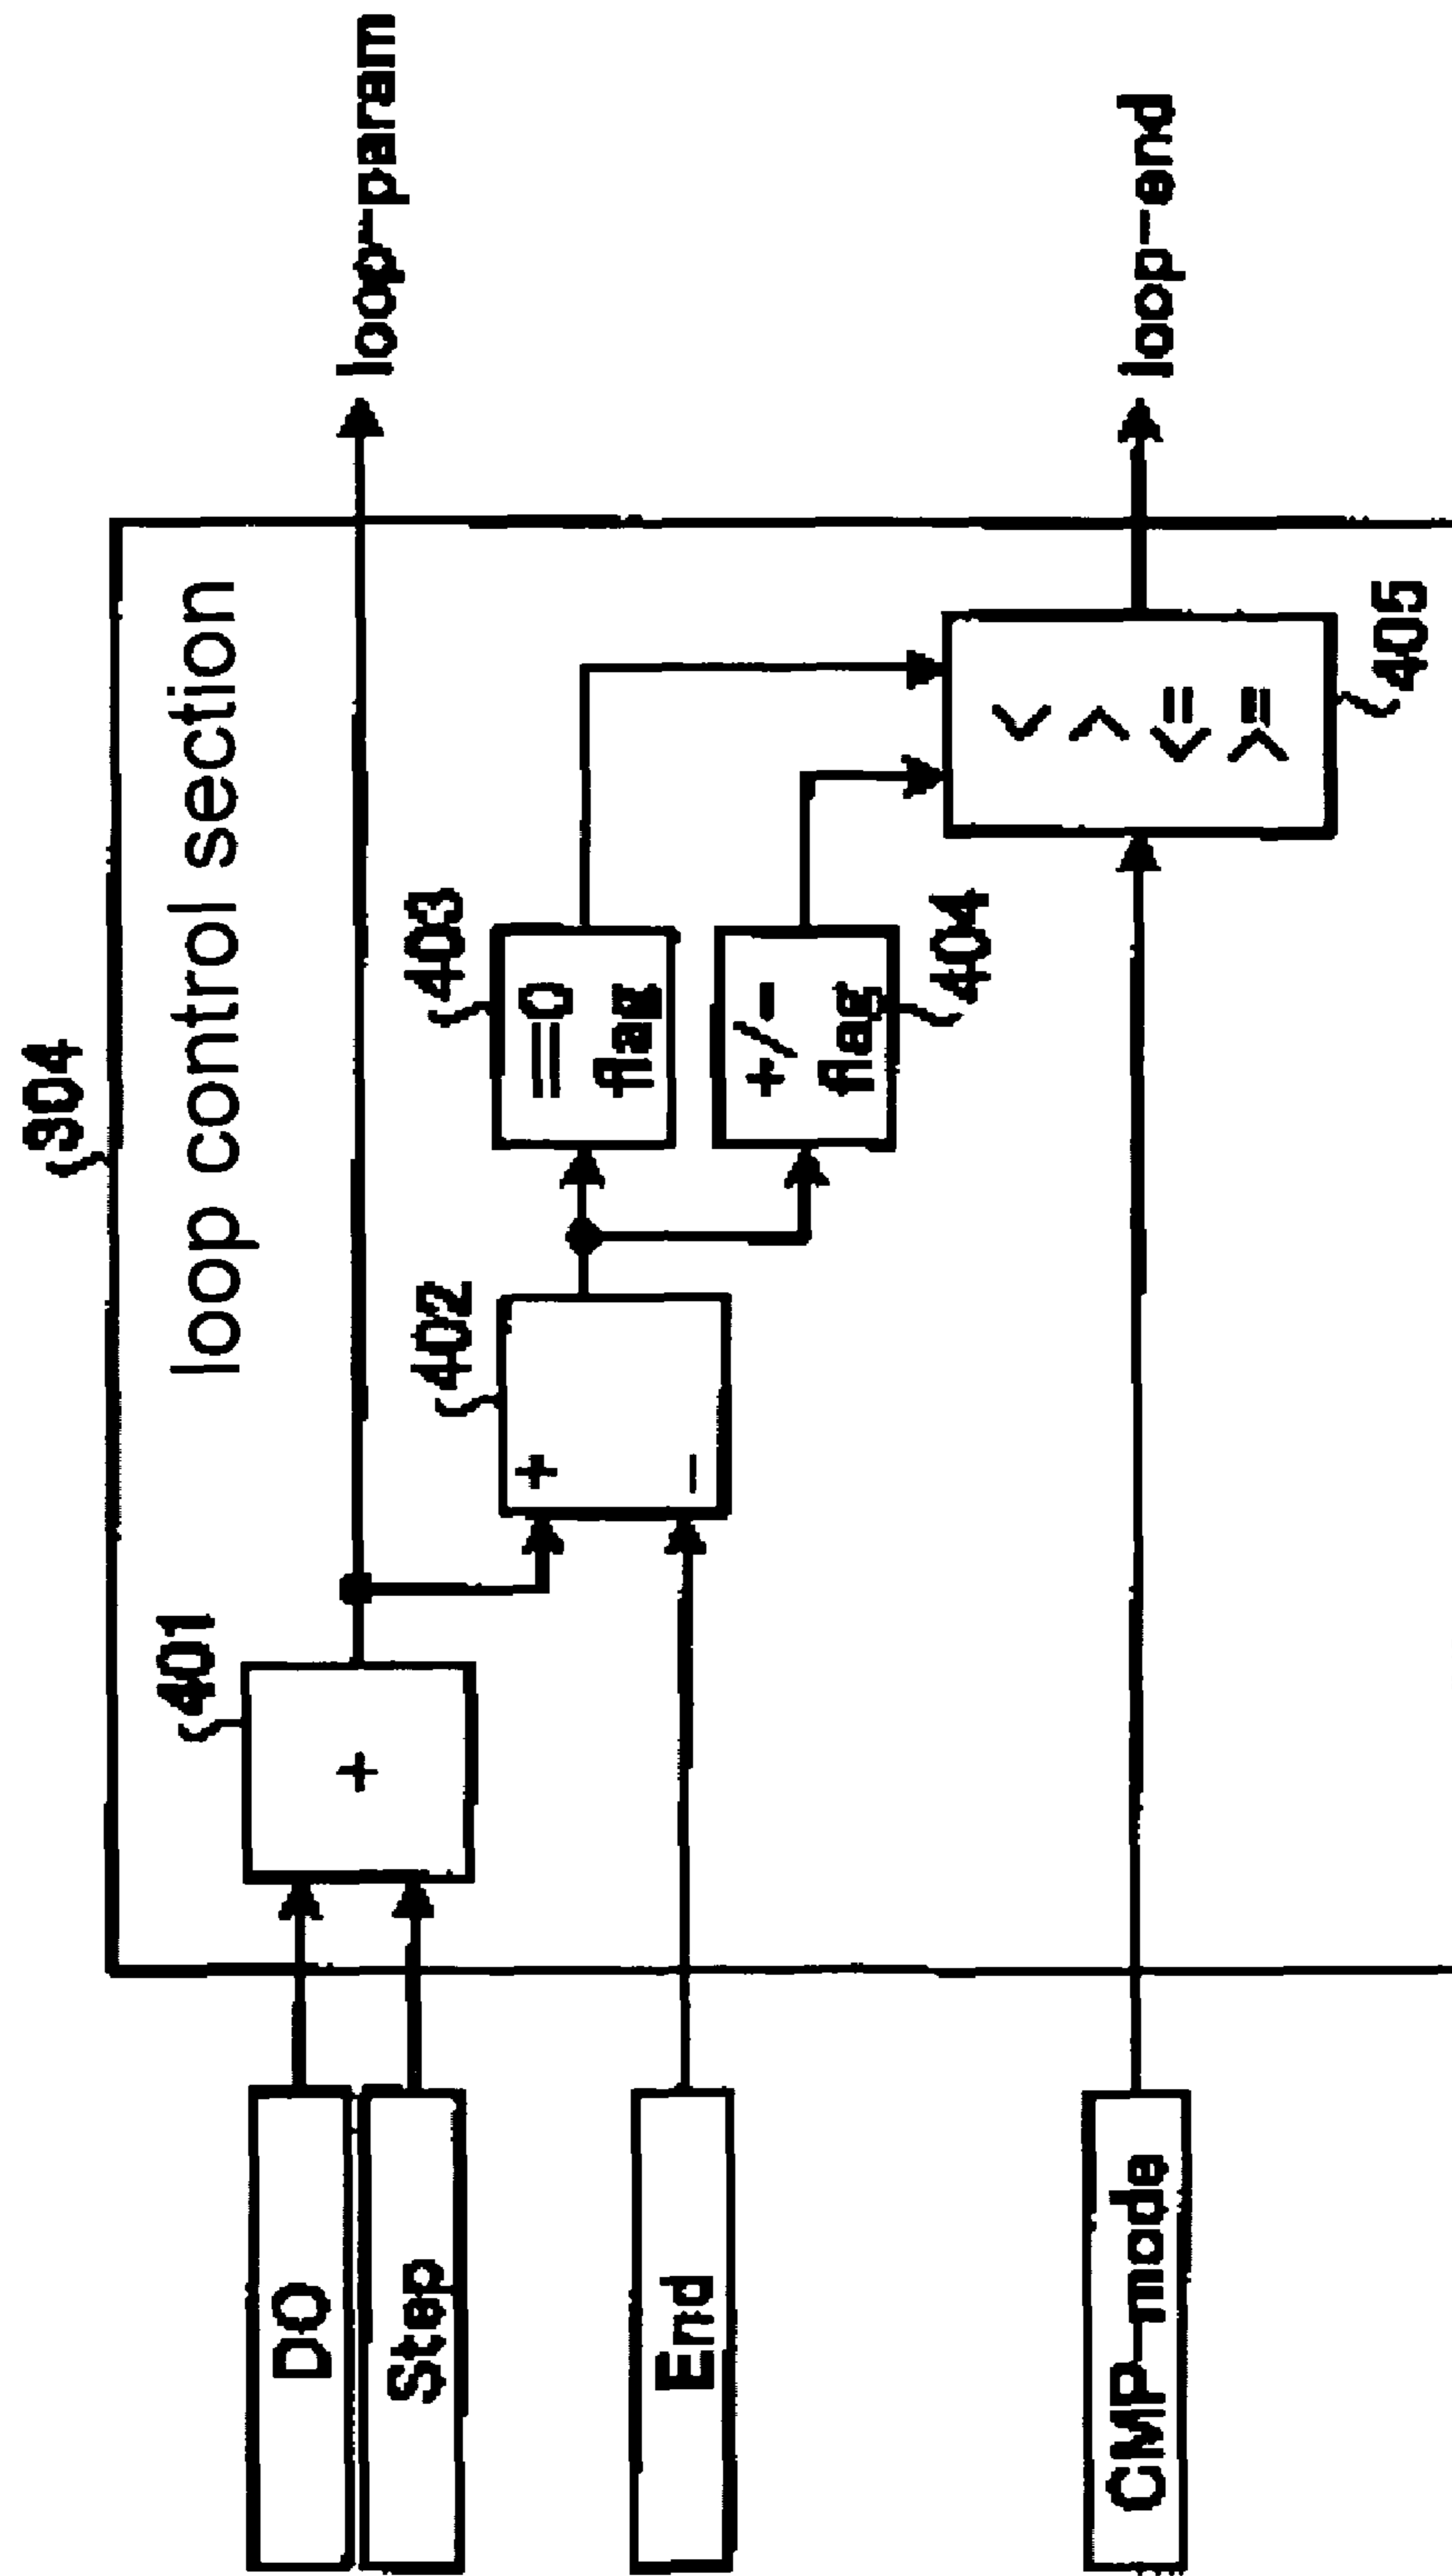 304
loop control section
DO
Step
401
+
loop-param
402
+
-
403
=0
flag
404
+/-
flag
End
CMP-mode
<
>
<=
>=
405
loop-end